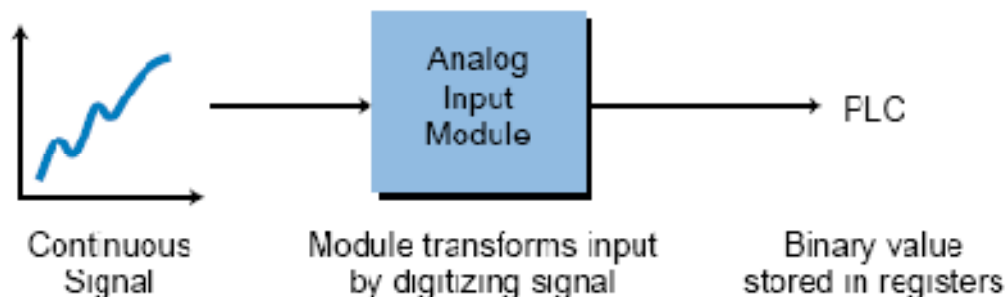 Analog
Input
Module
PLC
Continuous
Signal
Module transforms input
by digitizing signal
Binary value
stored in registers